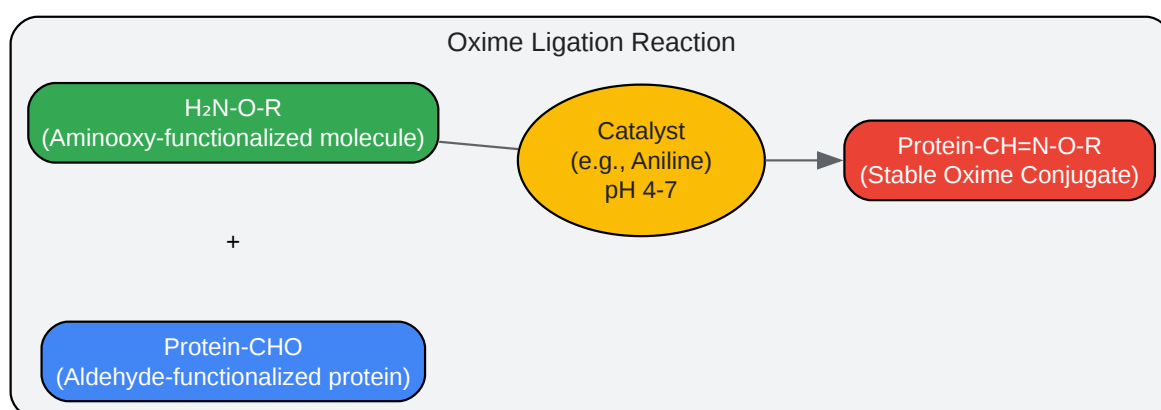 Oxime Ligation Reaction
H₂N-O-R
(Aminooxy-functionalized molecule)
Catalyst
(e.g., Aniline)
pH 4-7
Protein-CH=N-O-R
(Stable Oxime Conjugate)
+
Protein-CHO
(Aldehyde-functionalized protein)